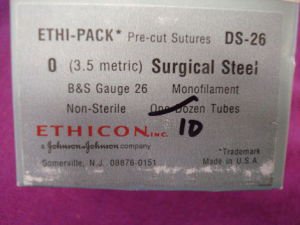 ETHI-PACK* Pre-cut Sutures DS-26
0 (3.5 metric) Surgical Steel
B&S Gauge 26 Monofilament
Non-Sterile One Dozen Tubes
10
ETHICON, INC.
a Johnson & Johnson company
*Trademark
Somerville, N.J. 08876-0151 Made in U.S.A.